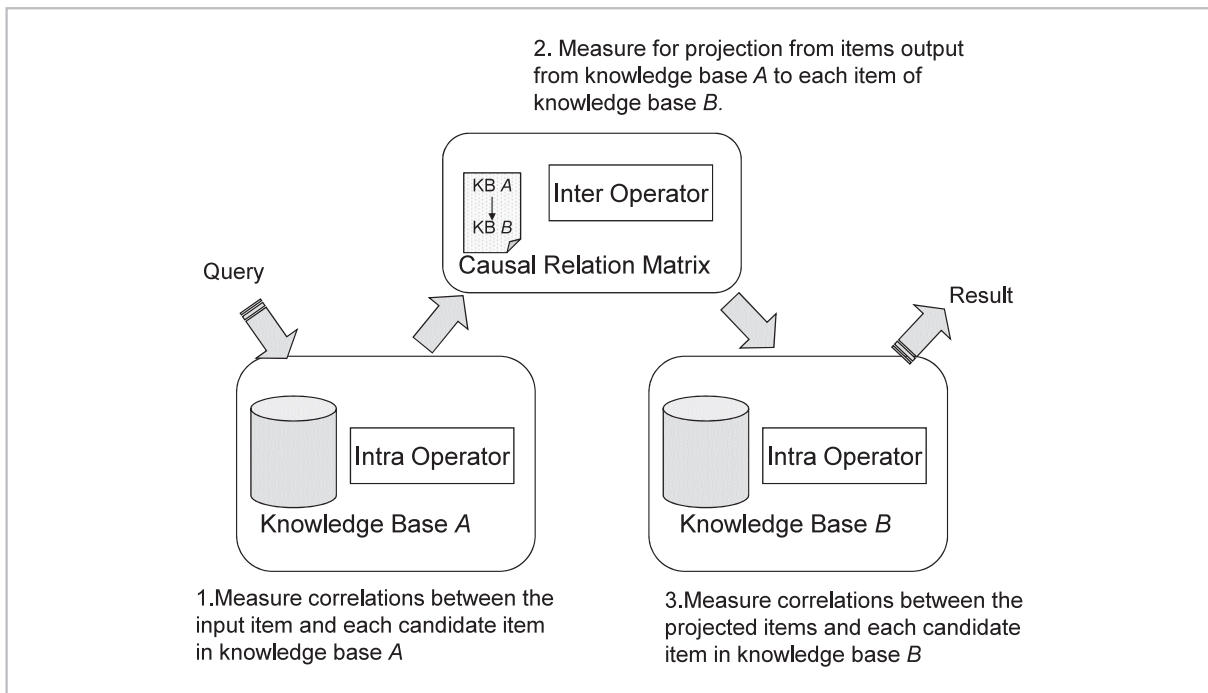 2. Measure for projection from items output
from knowledge base A to each item of
knowledge base B.
KB A
KB B
Inter Operator
Causal Relation Matrix
Query
Result
Intra Operator
Knowledge Base A
Intra Operator
Knowledge Base B
1.Measure correlations between the
input item and each candidate item
in knowledge base A
3.Measure correlations between the
projected items and each candidate
item in knowledge base B